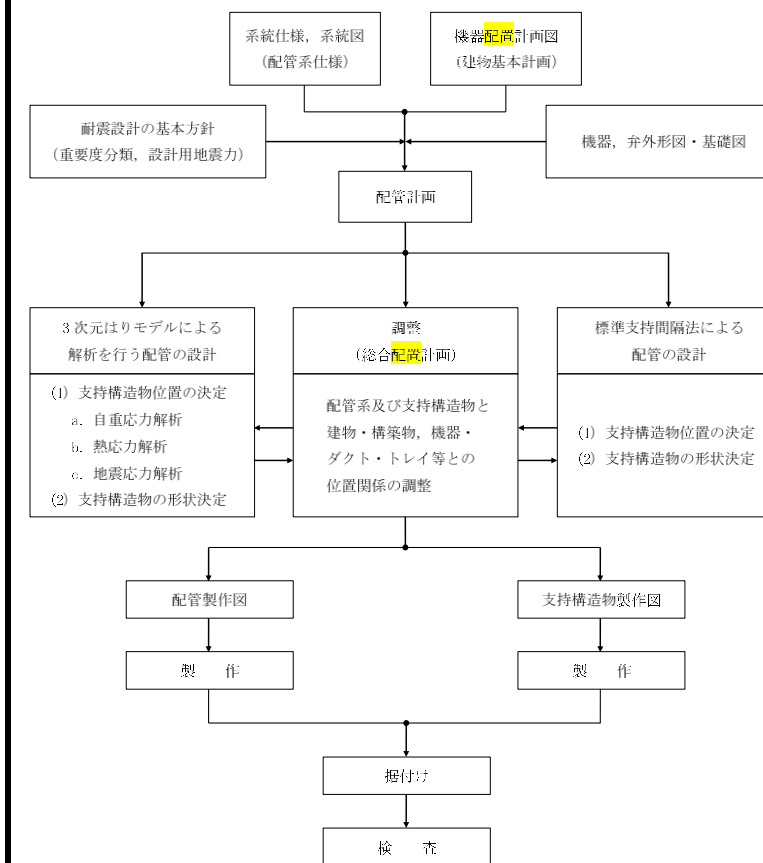 系統仕様，系統図
(配管系仕様)
機器配置計画図
(建物基本計画)
耐震設計の基本方針
(重要度分類，設計用地震力)
機器，弁外形図・基礎図
配管計画
3次元はりモデルによる
解析を行う配管の設計
(1) 支持構造物位置の決定
a. 自重応力解析
b. 熱応力解析
c. 地震応力解析
(2) 支持構造物の形状決定
調整
(総合配置計画)
配管系及び支持構造物と
建物・構築物，機器・
ダクト・トレイ等との
位置関係の調整
標準支持間隔法による
配管の設計
(1) 支持構造物位置の決定
(2) 支持構造物の形状決定
配管製作図
支持構造物製作図
製　作
製　作
据付け
検　査